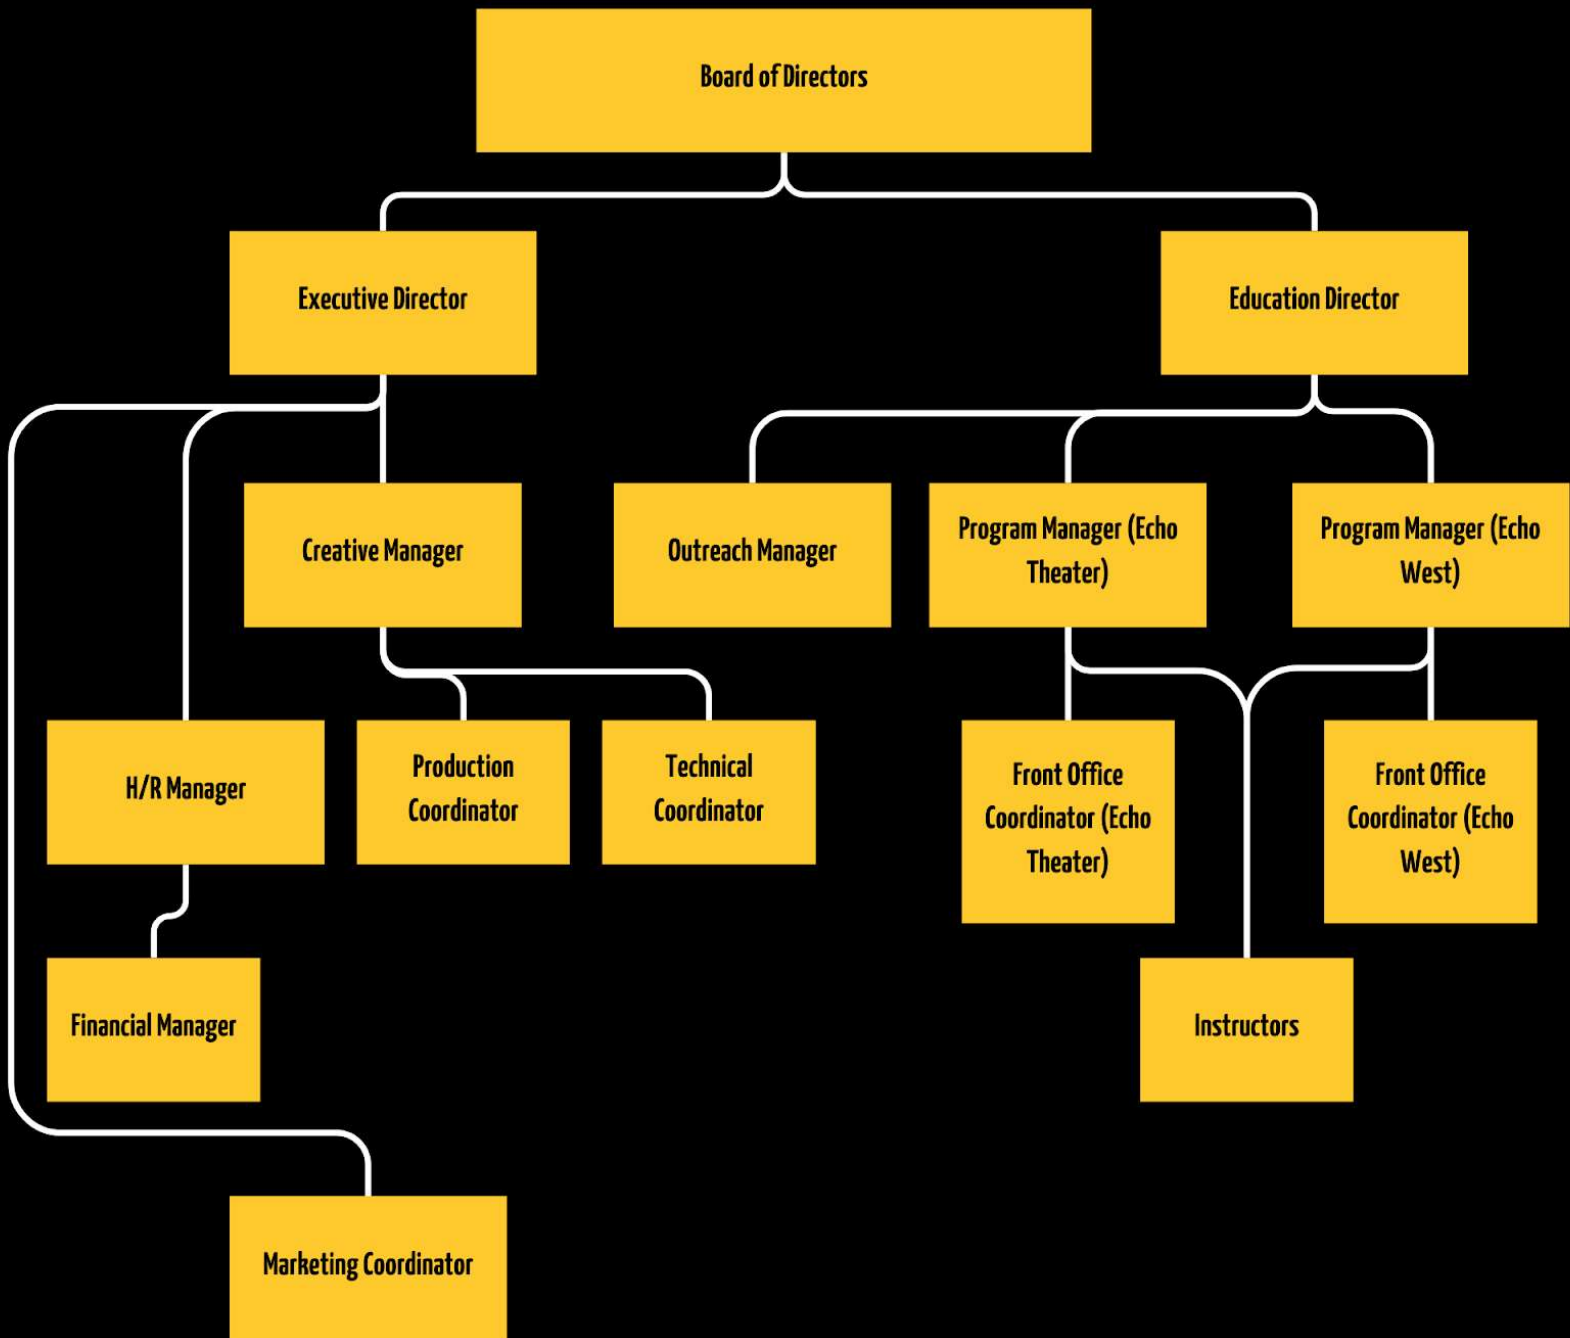 Board of Directors
Executive Director
Education Director
Creative Manager
Outreach Manager
Program Manager (Echo
Theater)
Program Manager (Echo
West)
H/R Manager
Production
Coordinator
Technical
Coordinator
Front Office
Coordinator (Echo
Theater)
Front Office
Coordinator (Echo
West)
Financial Manager
Instructors
Marketing Coordinator